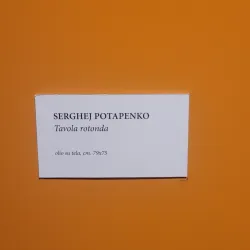 SERGHEJ POTAPENKO
Tavola rotonda
olio su tela, cm. 70x75